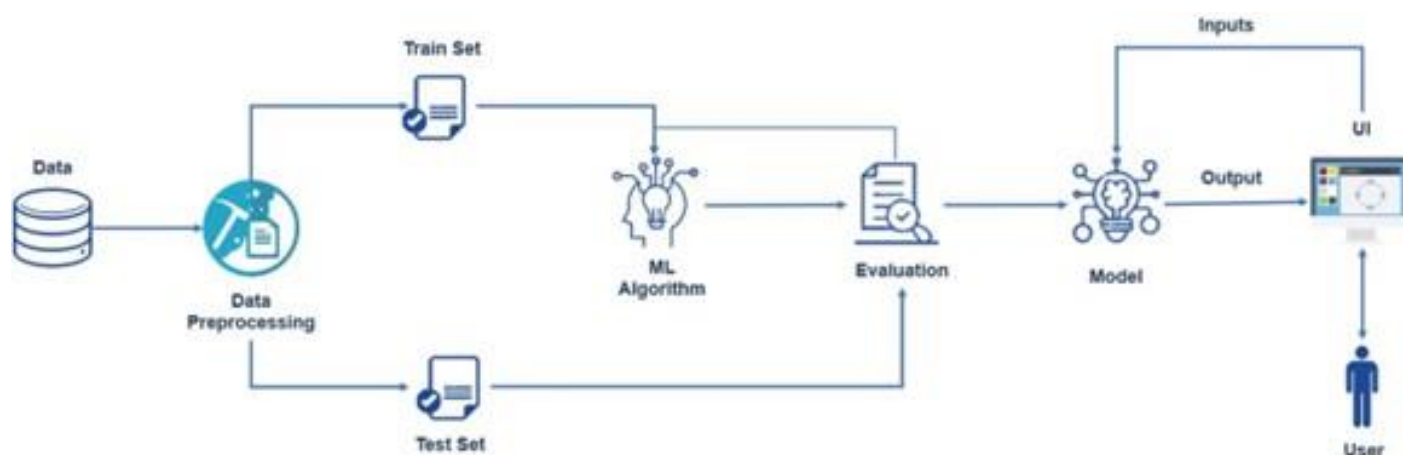 Inputs
Train Set
UI
Data
Output
ML
Algorithm
Evaluation
Model
Data
Preprocessing
Test Set
User